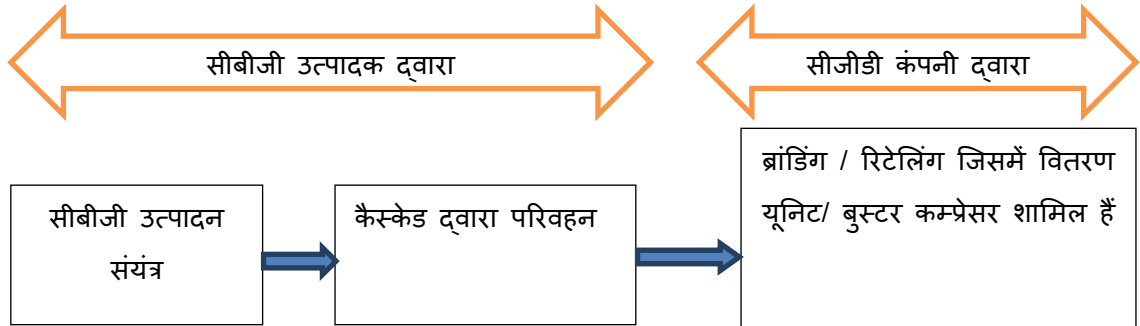 सीबीजी उत्पादक द्वारा
सीजीडी कंपनी द्वारा
सीबीजी उत्पादन
संयंत्र
कैस्केड द्वारा परिवहन
ब्रांडिंग / रिटेलिंग जिसमें वितरण
यूनिट/ बुस्टर कम्प्रेसर शामिल हैं